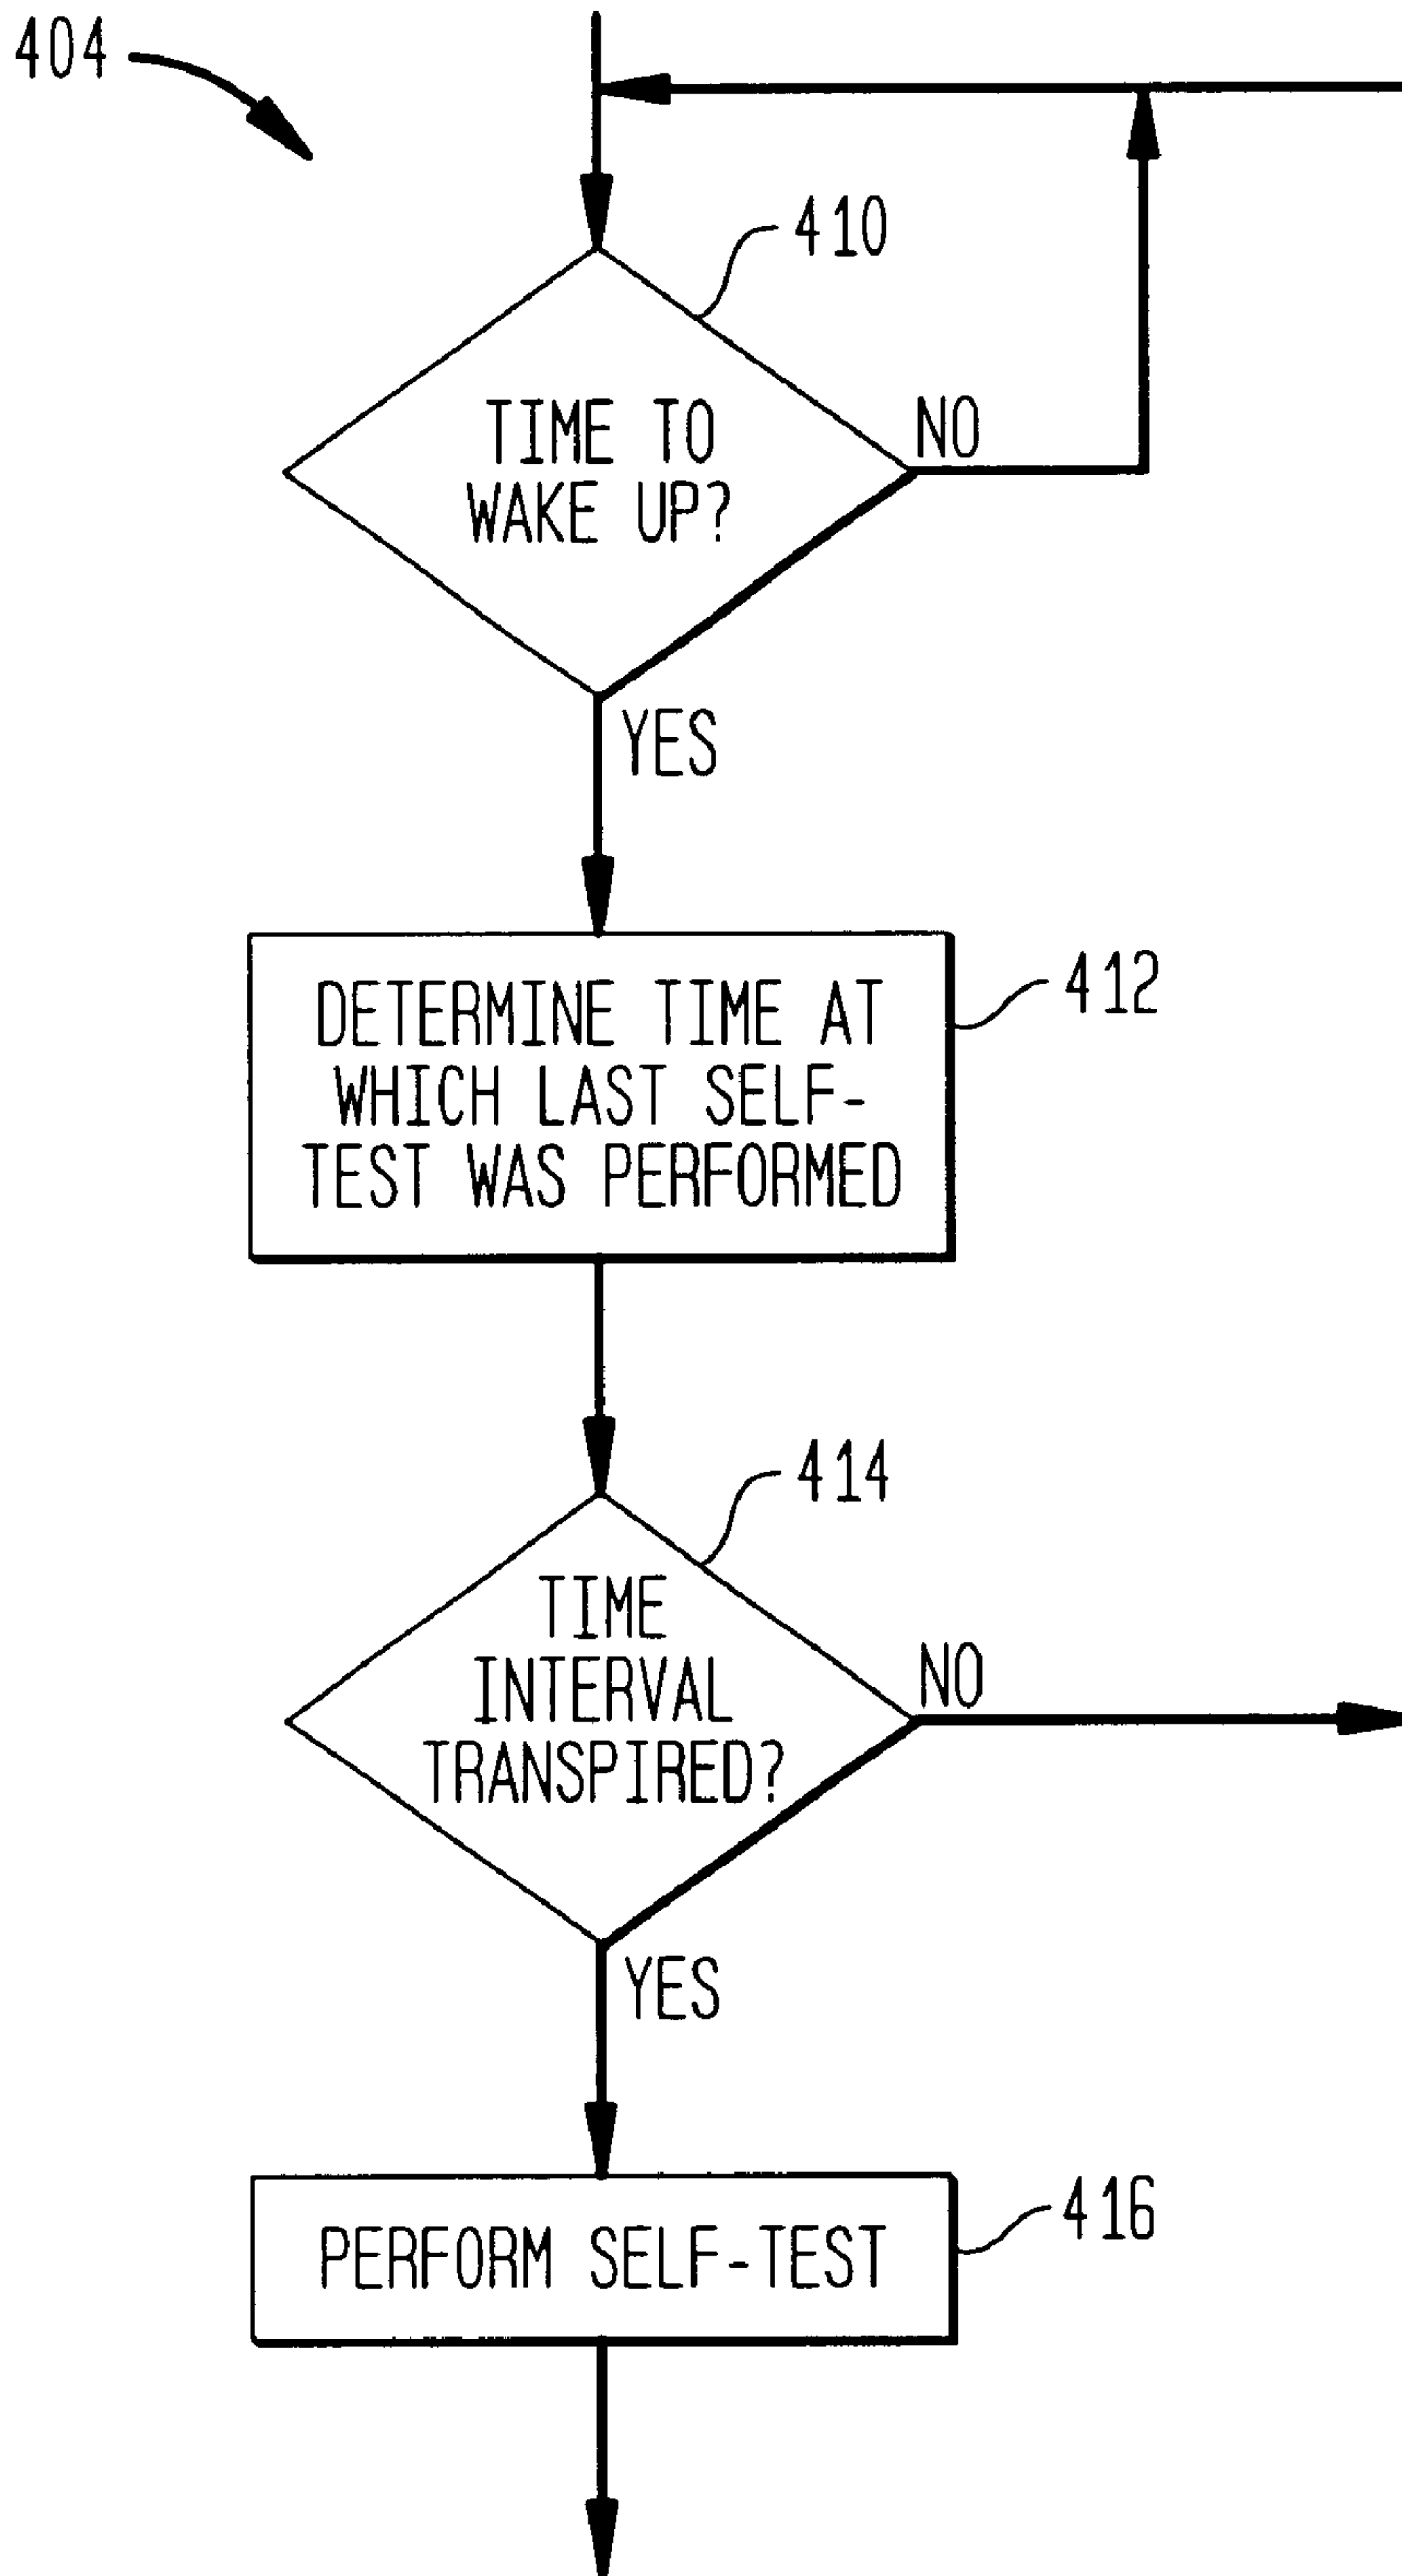 404
410
TIME TO
WAKE UP?
NO
YES
DETERMINE TIME AT
WHICH LAST SELF-
TEST WAS PERFORMED
412
414
TIME
INTERVAL
TRANSPIRED?
NO
YES
PERFORM SELF-TEST
416